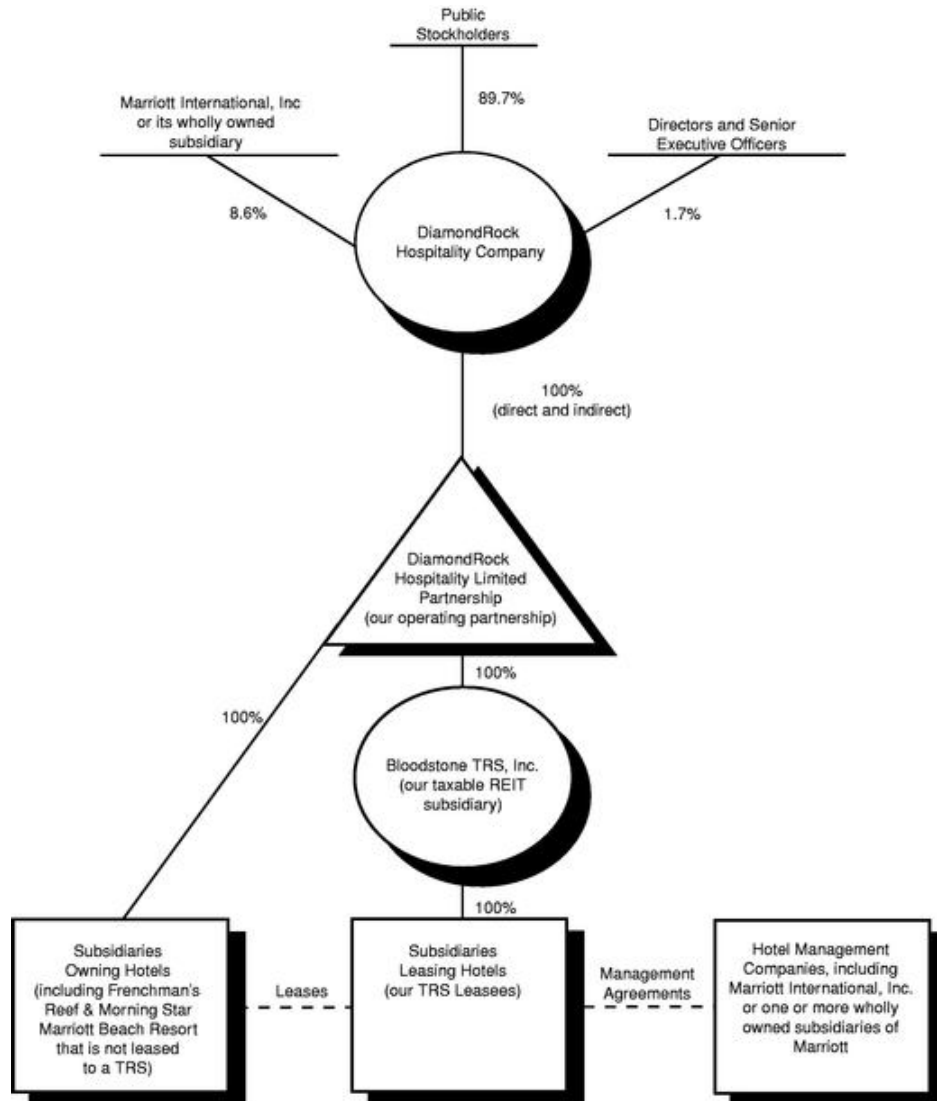 Public
Stockholders
89.7%
Marriott International, Inc
or its wholly owned
subsidiary
Directors and Senior
Executive Officers
8.6%
1.7%
DiamondRock
Hospitality Company
100%
(direct and indirect)
DiamondRock
Hospitality Limited
Partnership
(our operating partnership)
100%
100%
Bloodstone TRS, Inc.
(our taxable REIT
subsidiary)
100%
Subsidiaries
Owning Hotels
(including Frenchman's
Reef & Morning Star
Marriott Beach Resort
that is not leased
to a TRS)
Leases
Subsidiaries
Leasing Hotels
(our TRS Leasees)
Management
Agreements
Hotel Management
Companies, including
Marriott International, Inc.
or one or more wholly
owned subsidiaries of
Marriott